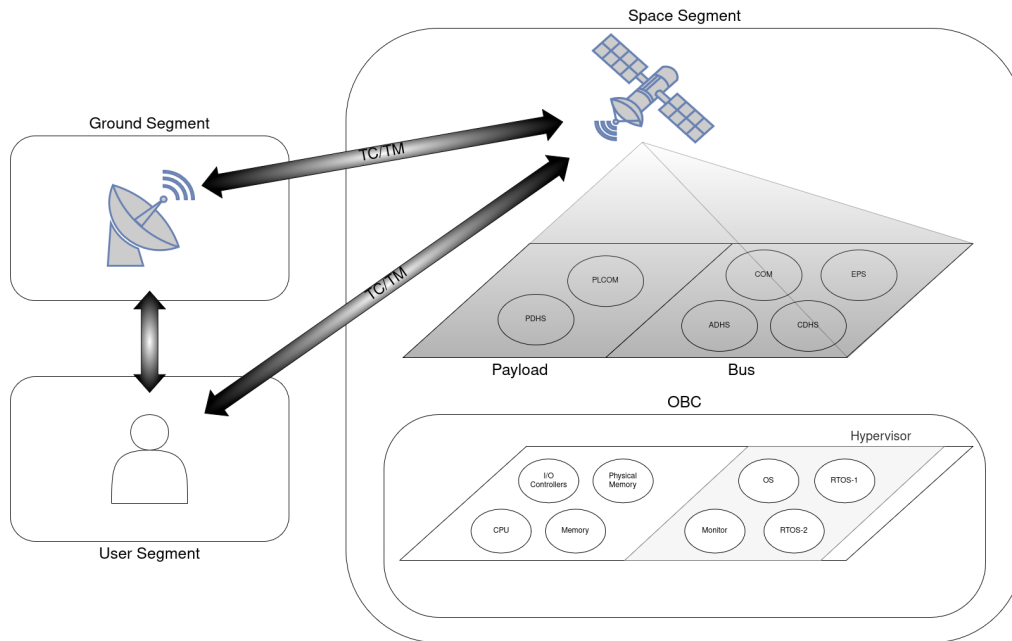 Space Segment
Ground Segment
TC/TM
TC/TM
PLCOM
COM
EPS
PDHS
ADHS
CDHS
Payload
Bus
OBC
Hypervisor
I/O
Controllers
Physical
Memory
OS
RTOS-1
CPU
Memory
Monitor
RTOS-2
User Segment